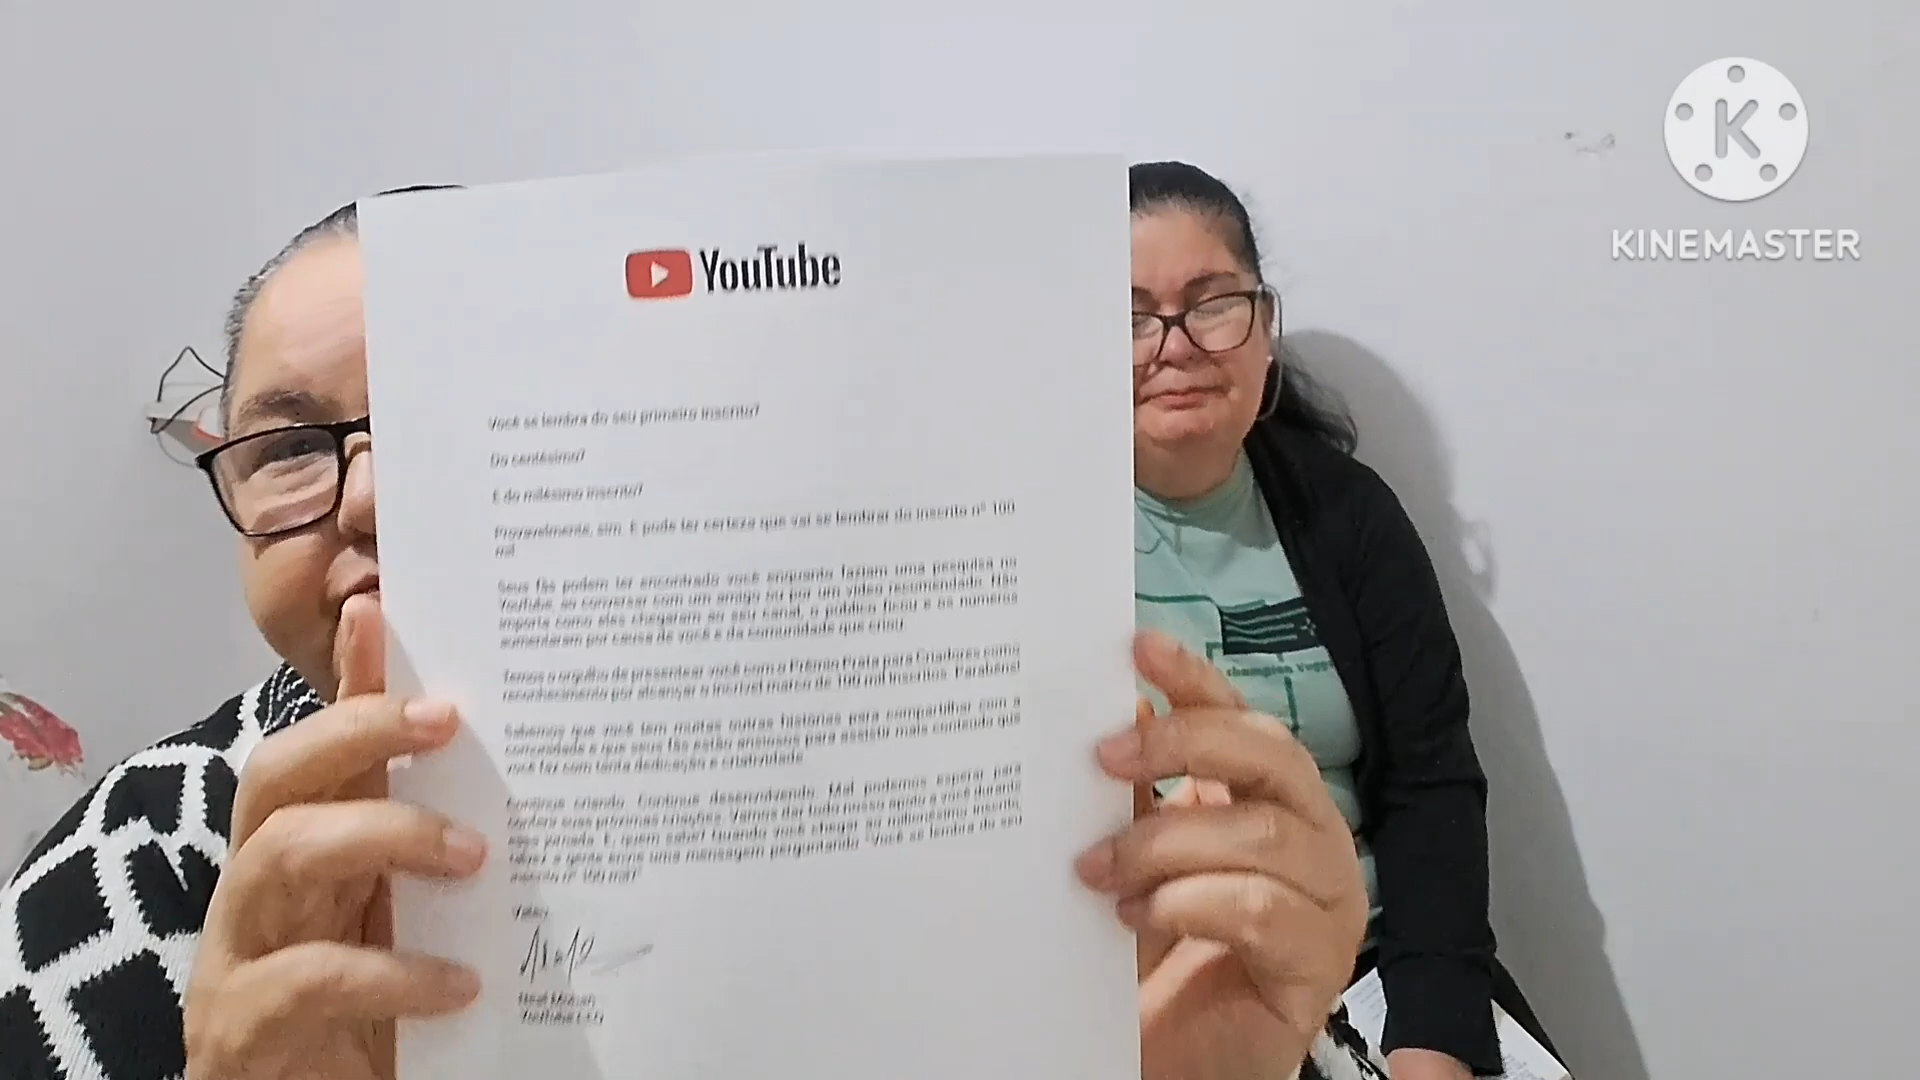 YouTube
K
KINEMASTER
Você se lembra do seu primeiro inscrito?
Do centésimo?
E do milésimo inscrito?
Provavelmente, sim. E pode ter certeza que vai se lembrar do inscrito nº 100
mil.
Seus fãs podem ter encontrado você enquanto faziam uma pesquisa no
YouTube, ao conversar com um amigo ou por um vídeo recomendado. Não
importa como eles chegaram ao seu canal, o público ficou e os números
aumentaram por causa de você e da comunidade que criou.
Temos o orgulho de presentear você com o Prêmio Prata para Criadores como
reconhecimento por alcançar o incrível marco de 100 mil inscritos. Parabéns!
Sabemos que você tem muitas outras histórias para compartilhar com a
comunidade e que seus fãs estão ansiosos para assistir mais conteúdo que
você faz com tanta dedicação e criatividade.
Continue criando. Continue desenvolvendo. Mal podemos esperar para
conferir suas próximas criações. Vamos dar todo nosso apoio a você durante
essa jornada. E, quem sabe? Quando você chegar ao milionésimo inscrito,
talvez a gente envie uma mensagem perguntando: "Você se lembra do seu
inscrito nº 100 mil?"
Valeu,
Neal Mohan
YouTube CEO
champion